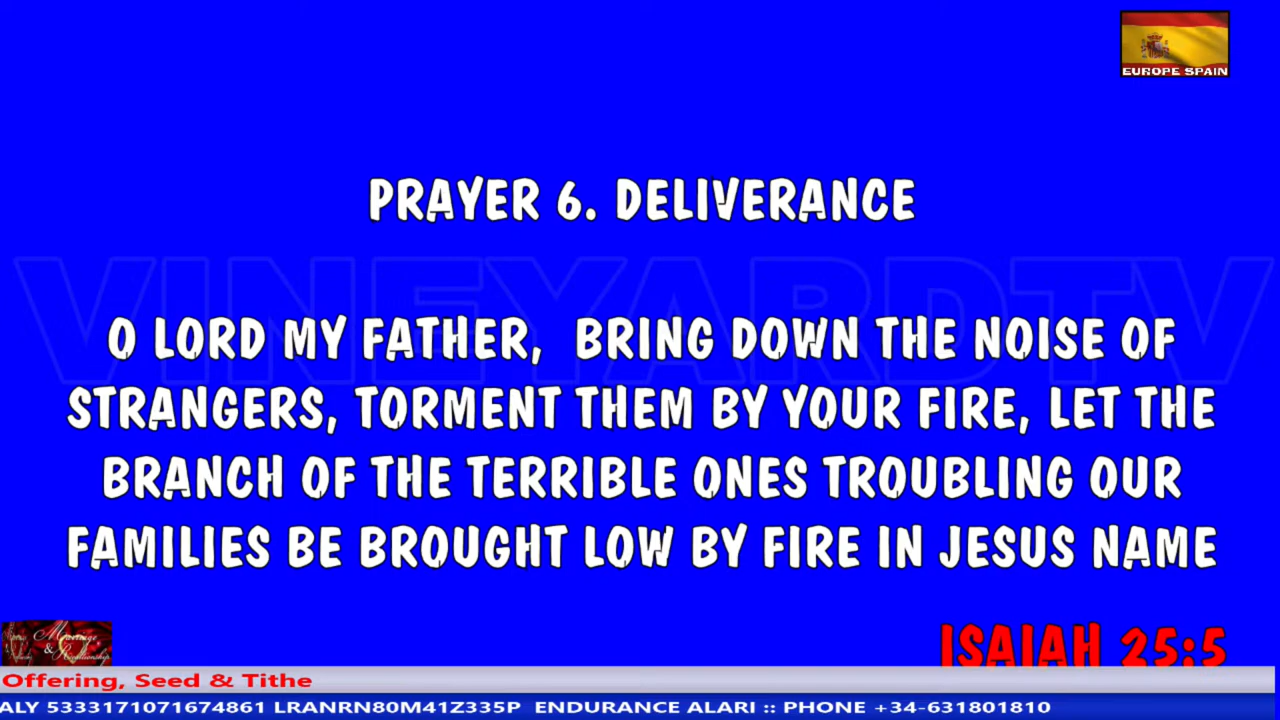 EUROPE SPAIN
PRAYER 6. DELIVERANCE
VINEYARDTV
O LORD MY FATHER, BRING DOWN THE NOISE OF
STRANGERS, TORMENT THEM BY YOUR FIRE, LET THE
BRANCH OF THE TERRIBLE ONES TROUBLING OUR
FAMILIES BE BROUGHT LOW BY FIRE IN JESUS NAME
ISAIAH 25:5
Marriage
& Relationship
Offering, Seed & Tithe
ALY 5333171071674861 LRANRN80M41Z335P ENDURANCE ALARI :: PHONE +34-631801810